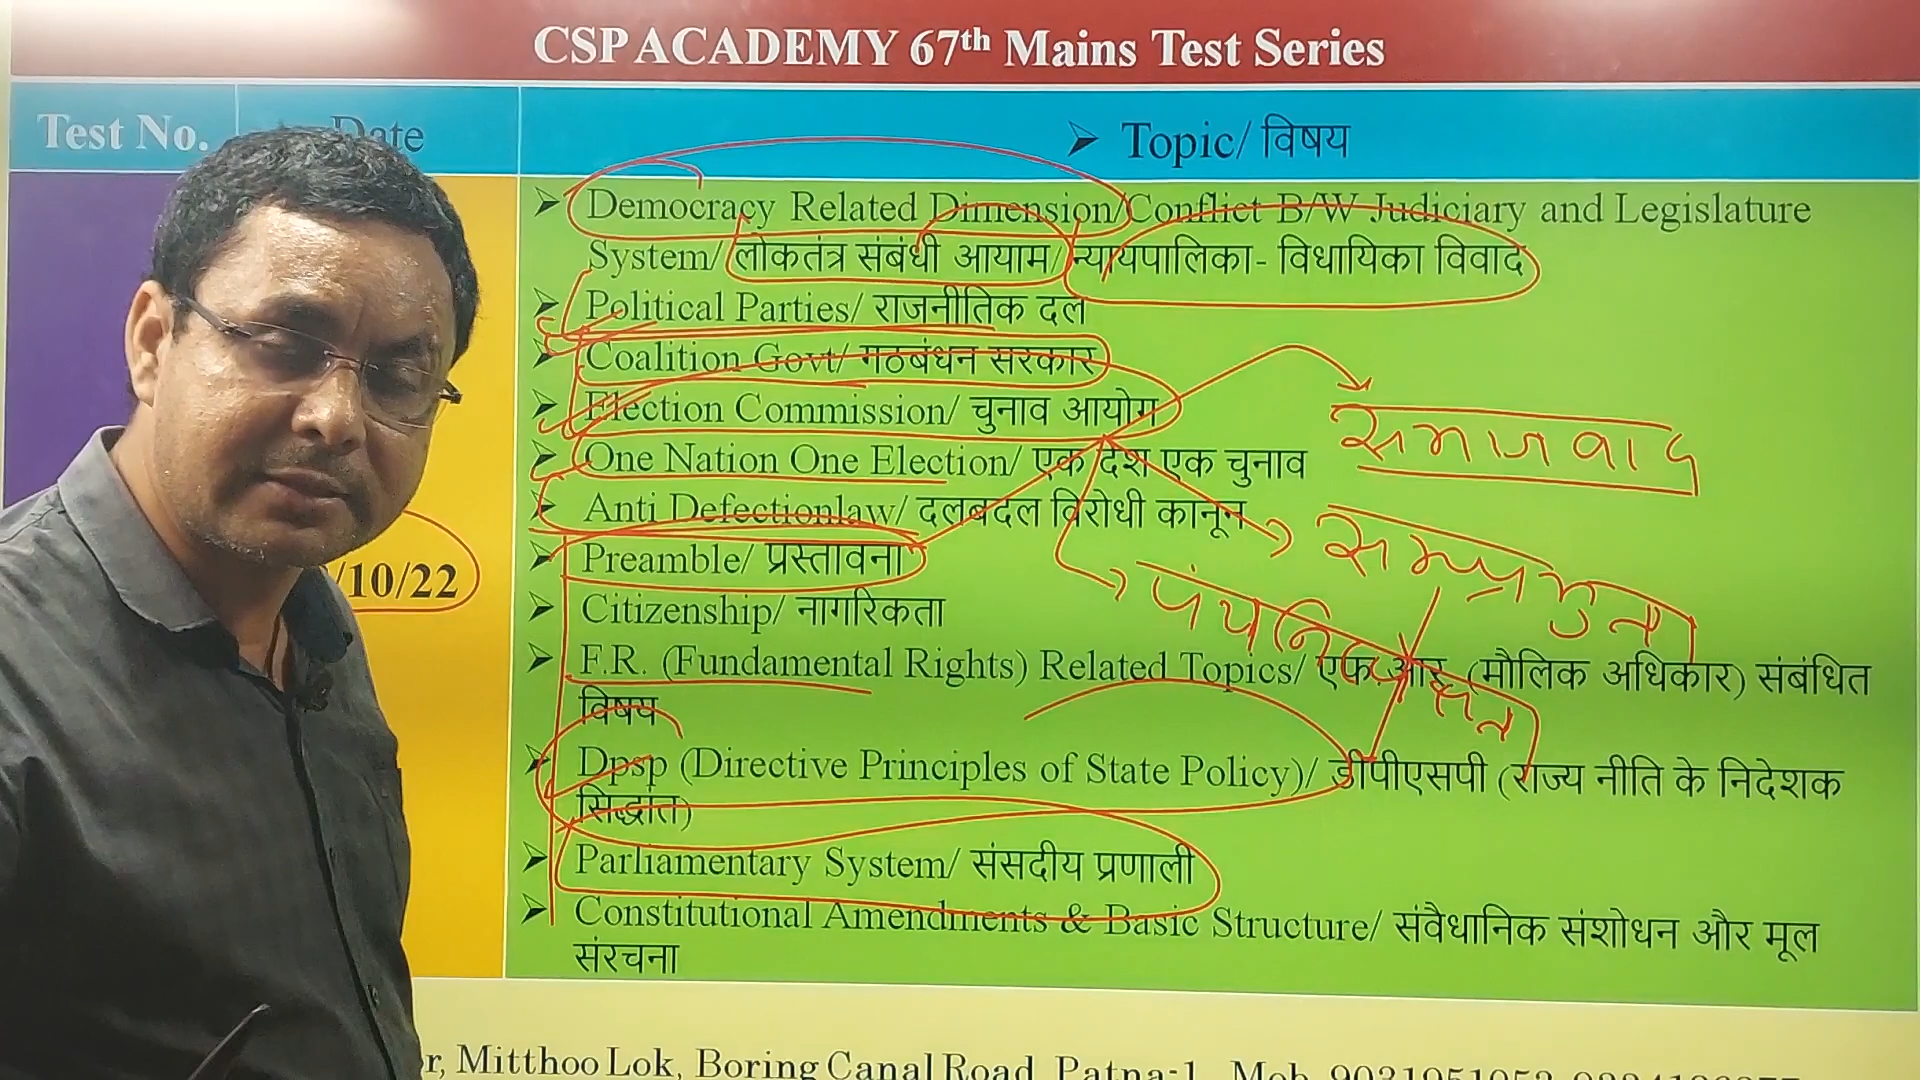 CSP ACADEMY 67th Mains Test Series
Test No.
Date
➤ Topic/ विषय
➤ Democracy Related Dimension/Conflict B/W Judiciary and Legislature
System/ लोकतंत्र संबंधी आयाम/ न्यायपालिका- विधायिका विवाद
➤ Political Parties/ राजनीतिक दल
➤ Coalition Govt/ गठबंधन सरकार
➤ Election Commission/ चुनाव आयोग
समाजवाद
➤ One Nation One Election/ एक देश एक चुनाव
➤ Anti Defectionlaw/ दलबदल विरोधी कानून
सम्प्रभुता
➤ Preamble/ प्रस्तावना
/10/22
➤ Citizenship/ नागरिकता
➤ F.R. (Fundamental Rights) Related Topics/ एफ.आर. (मौलिक अधिकार) संबंधित
विषय
➤ Dpsp (Directive Principles of State Policy)/ डीपीएसपी (राज्य नीति के निदेशक
सिद्धांत)
➤ Parliamentary System/ संसदीय प्रणाली
➤ Constitutional Amendments & Basic Structure/ संवैधानिक संशोधन और मूल
संरचना
Mitthoo Lok, Boring Canal Road, Patna-1